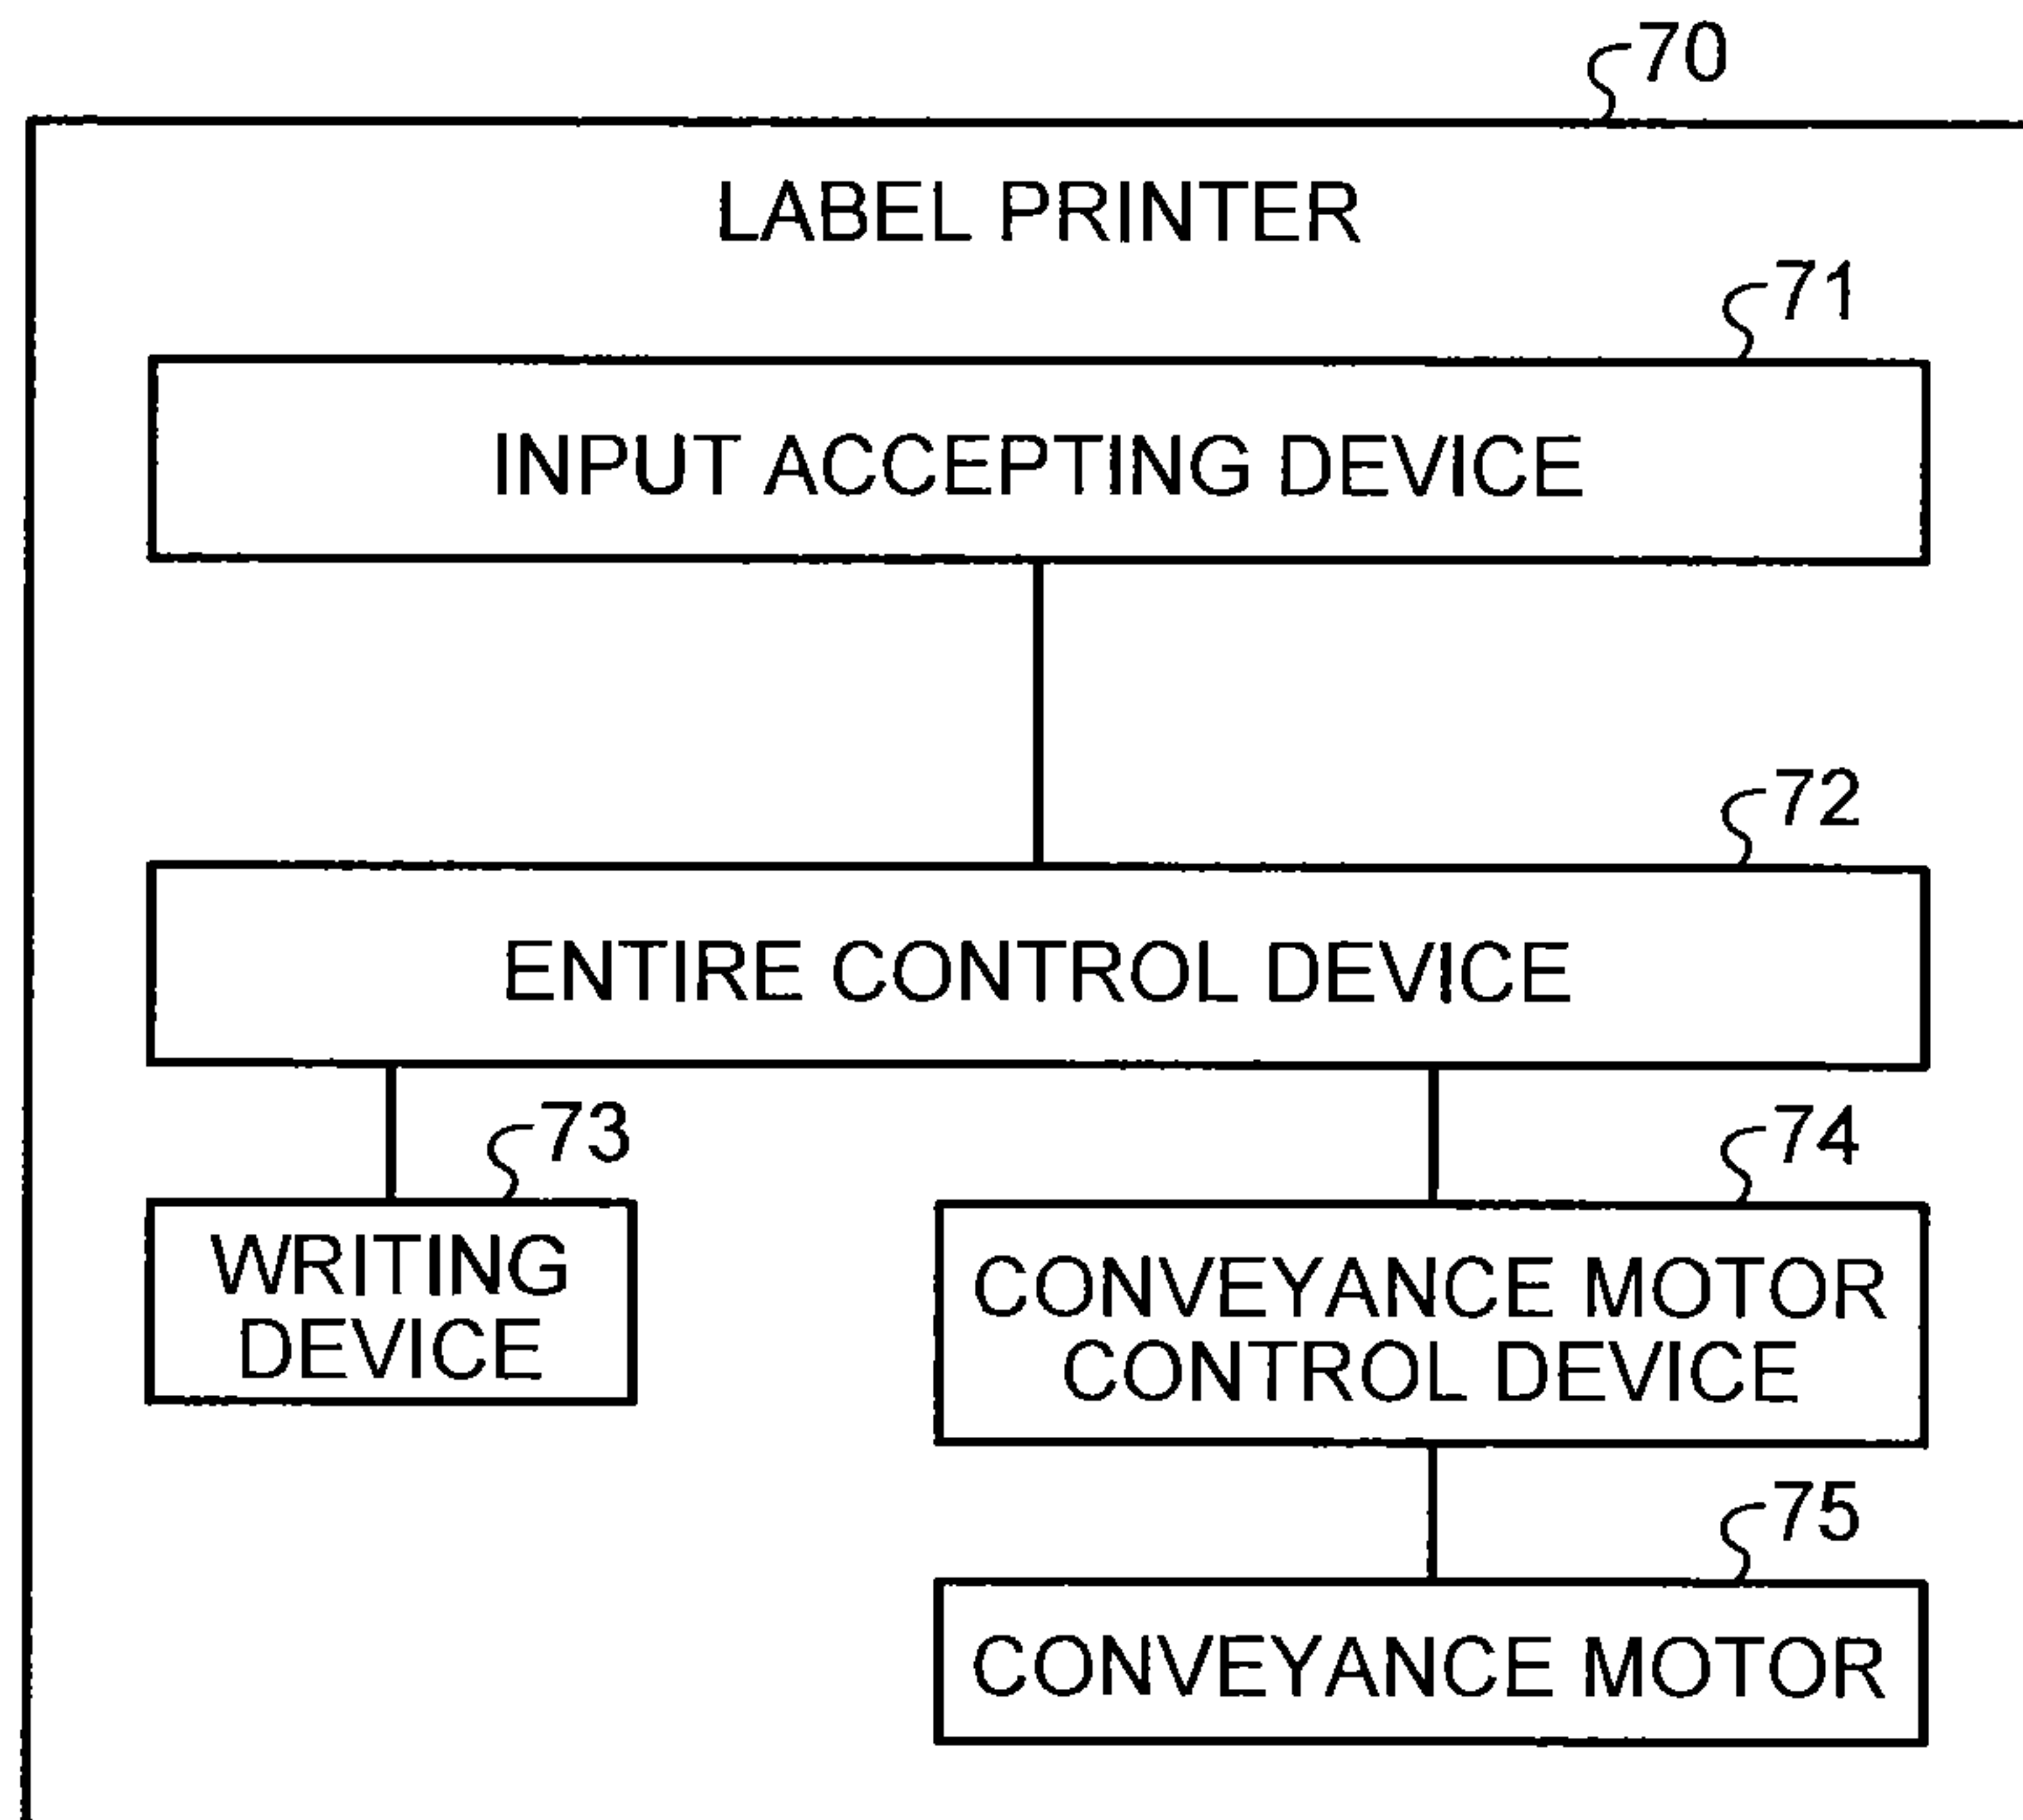 70
LABEL PRINTER
71
INPUT ACCEPTING DEVICE
72
ENTIRE CONTROL DEVICE
73
74
WRITING
DEVICE
CONVEYANCE MOTOR
CONTROL DEVICE
75
CONVEYANCE MOTOR